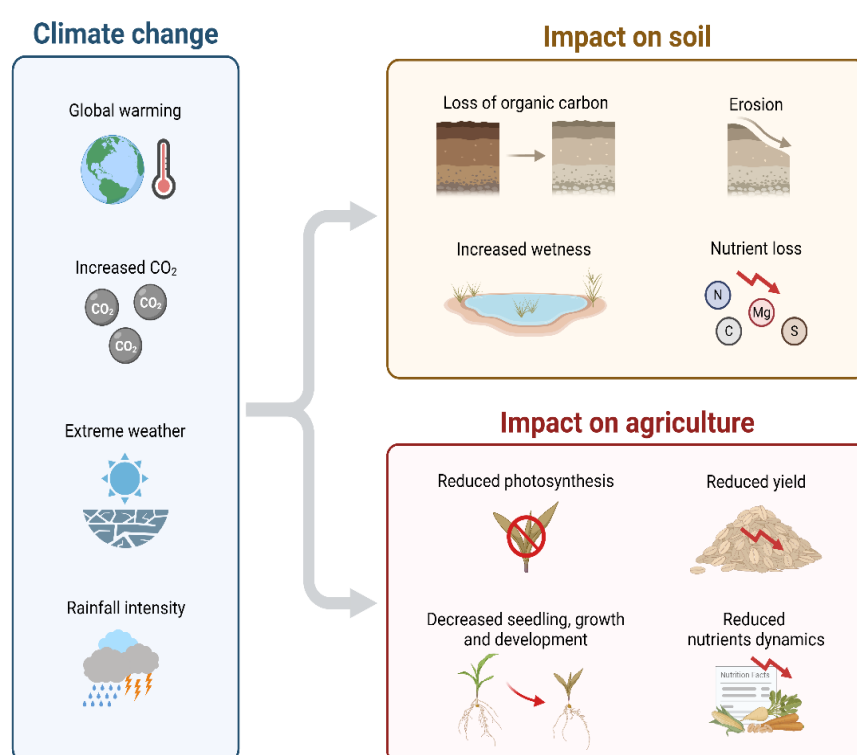 Climate change
Global warming
Increased CO₂
CO₂
CO₂
CO₂
Extreme weather
Rainfall intensity
Impact on soil
Loss of organic carbon
Erosion
Increased wetness
Nutrient loss
N
Mg
C
S
Impact on agriculture
Reduced photosynthesis
Reduced yield
Decreased seedling, growth
and development
Reduced
nutrients dynamics
Nutrition Facts